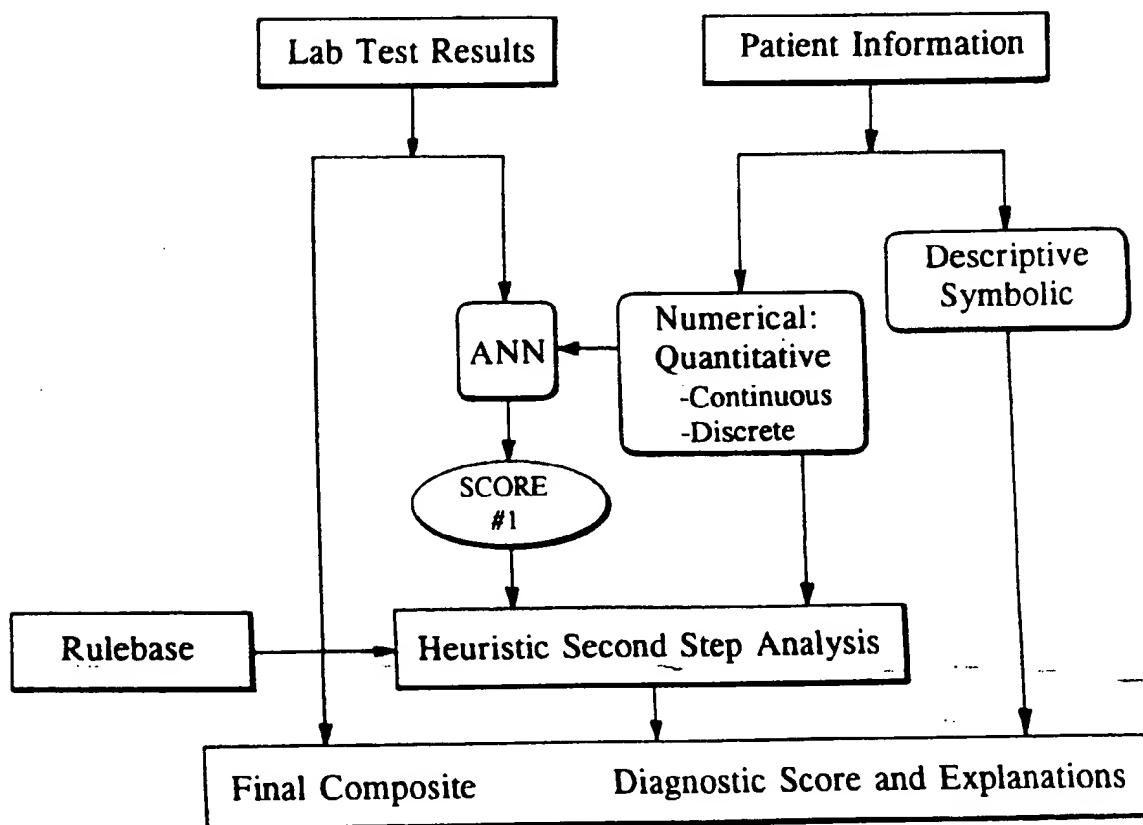 Lab Test Results
Patient Information
Descriptive
Symbolic
Numerical:
Quantitative
-Continuous
-Discrete
ANN
SCORE
#1
Rulebase
Heuristic Second Step Analysis
Final Composite Diagnostic Score and Explanations